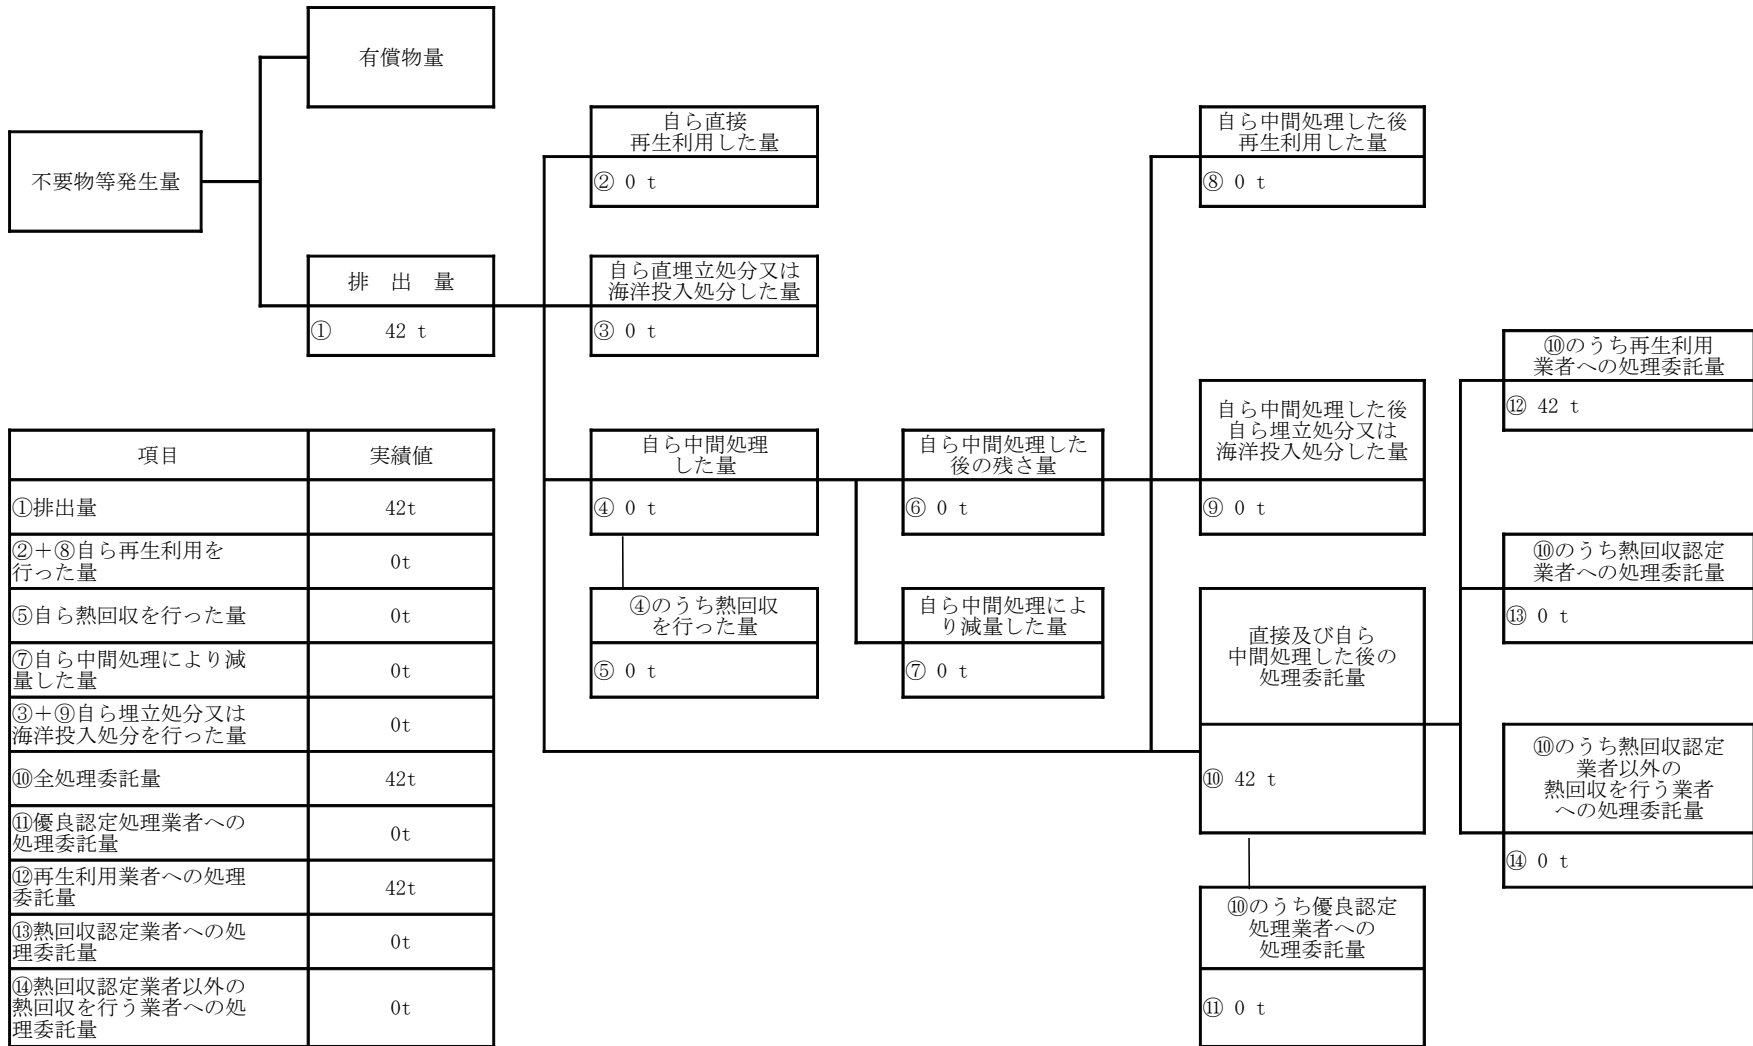 有償物量
不要物等発生量
排 出 量
① 42 t
自ら直接
再生利用した量
② 0 t
自ら直埋立処分又は
海洋投入処分した量
③ 0 t
自ら中間処理
した量
④ 0 t
④のうち熱回収
を行った量
⑤ 0 t
自ら中間処理した
後の残さ量
⑥ 0 t
自ら中間処理によ
り減量した量
⑦ 0 t
自ら中間処理した後
再生利用した量
⑧ 0 t
自ら中間処理した後
自ら埋立処分又は
海洋投入処分した量
⑨ 0 t
直接及び自ら
中間処理した後の
処理委託量
⑩ 42 t
⑩のうち優良認定
処理業者への
処理委託量
⑪ 0 t
⑩のうち再生利用
業者への処理委託量
⑫ 42 t
⑩のうち熱回収認定
業者への処理委託量
⑬ 0 t
⑩のうち熱回収認定
業者以外の
熱回収を行う業者
への処理委託量
⑭ 0 t
項目 実績値
①排出量 42t
②＋⑧自ら再生利用を
行った量 0t
⑤自ら熱回収を行った量 0t
⑦自ら中間処理により減
量した量 0t
③＋⑨自ら埋立処分又は
海洋投入処分を行った量 0t
⑩全処理委託量 42t
⑪優良認定処理業者への
処理委託量 0t
⑫再生利用業者への処理
委託量 42t
⑬熱回収認定業者への処
理委託量 0t
⑭熱回収認定業者以外の
熱回収を行う業者への処
理委託量 0t